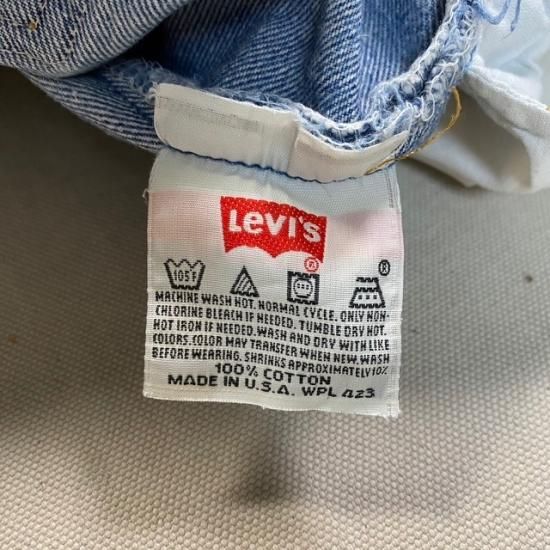 LEVI'S
105 F
MACHINE WASH HOT. NORMAL CYCLE. ONLY NON-
CHLORINE BLEACH IF NEEDED. TUMBLE DRY HOT.
HOT IRON IF NEEDED. WASH AND DRY WITH LIKE
COLORS. COLOR MAY TRANSFER WHEN NEW. WASH
BEFORE WEARING. SHRINKS APPROXIMATELY 10%
100% COTTON
MADE IN U.S.A. WPL 423